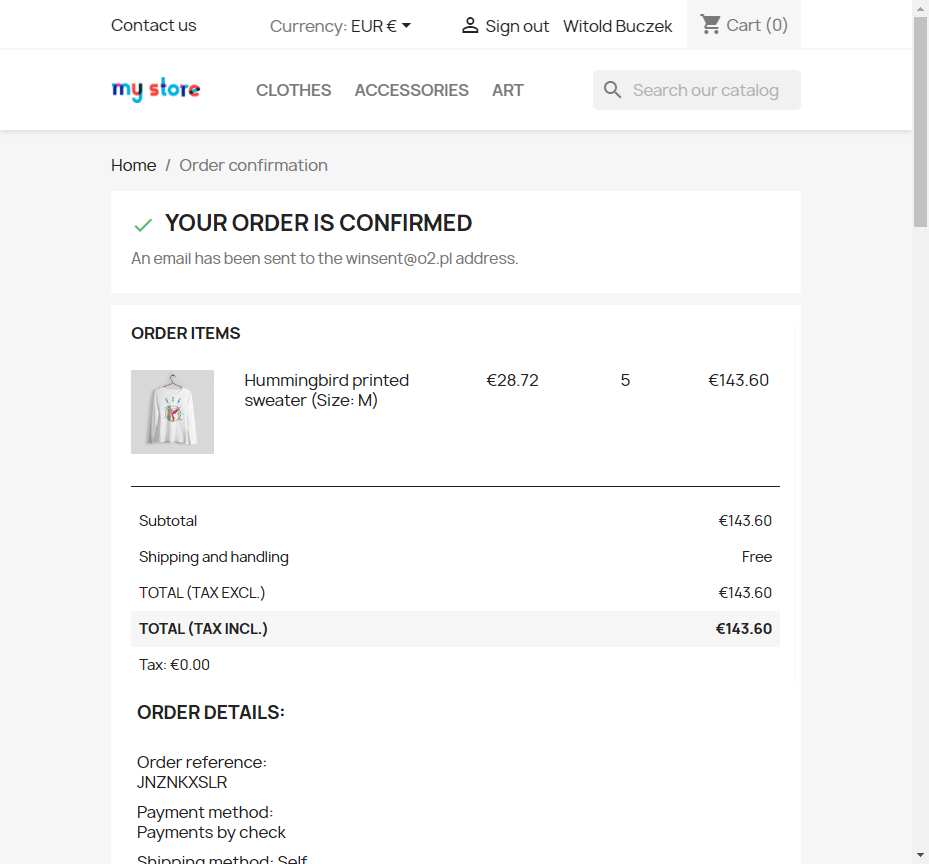 Contact us
Currency: EUR €
Sign out
Witold Buczek
Cart (0)
my store
CLOTHES
ACCESSORIES
ART
Search our catalog
Home / Order confirmation
YOUR ORDER IS CONFIRMED
An email has been sent to the winsent@o2.pl address.
ORDER ITEMS
Hummingbird printed €28.72 5 €143.60
sweater (Size: M)
Subtotal €143.60
Shipping and handling Free
TOTAL (TAX EXCL.) €143.60
TOTAL (TAX INCL.) €143.60
Tax: €0.00
ORDER DETAILS:
Order reference:
JNZNKXSLR
Payment method:
Payments by check
Shipping method: Self